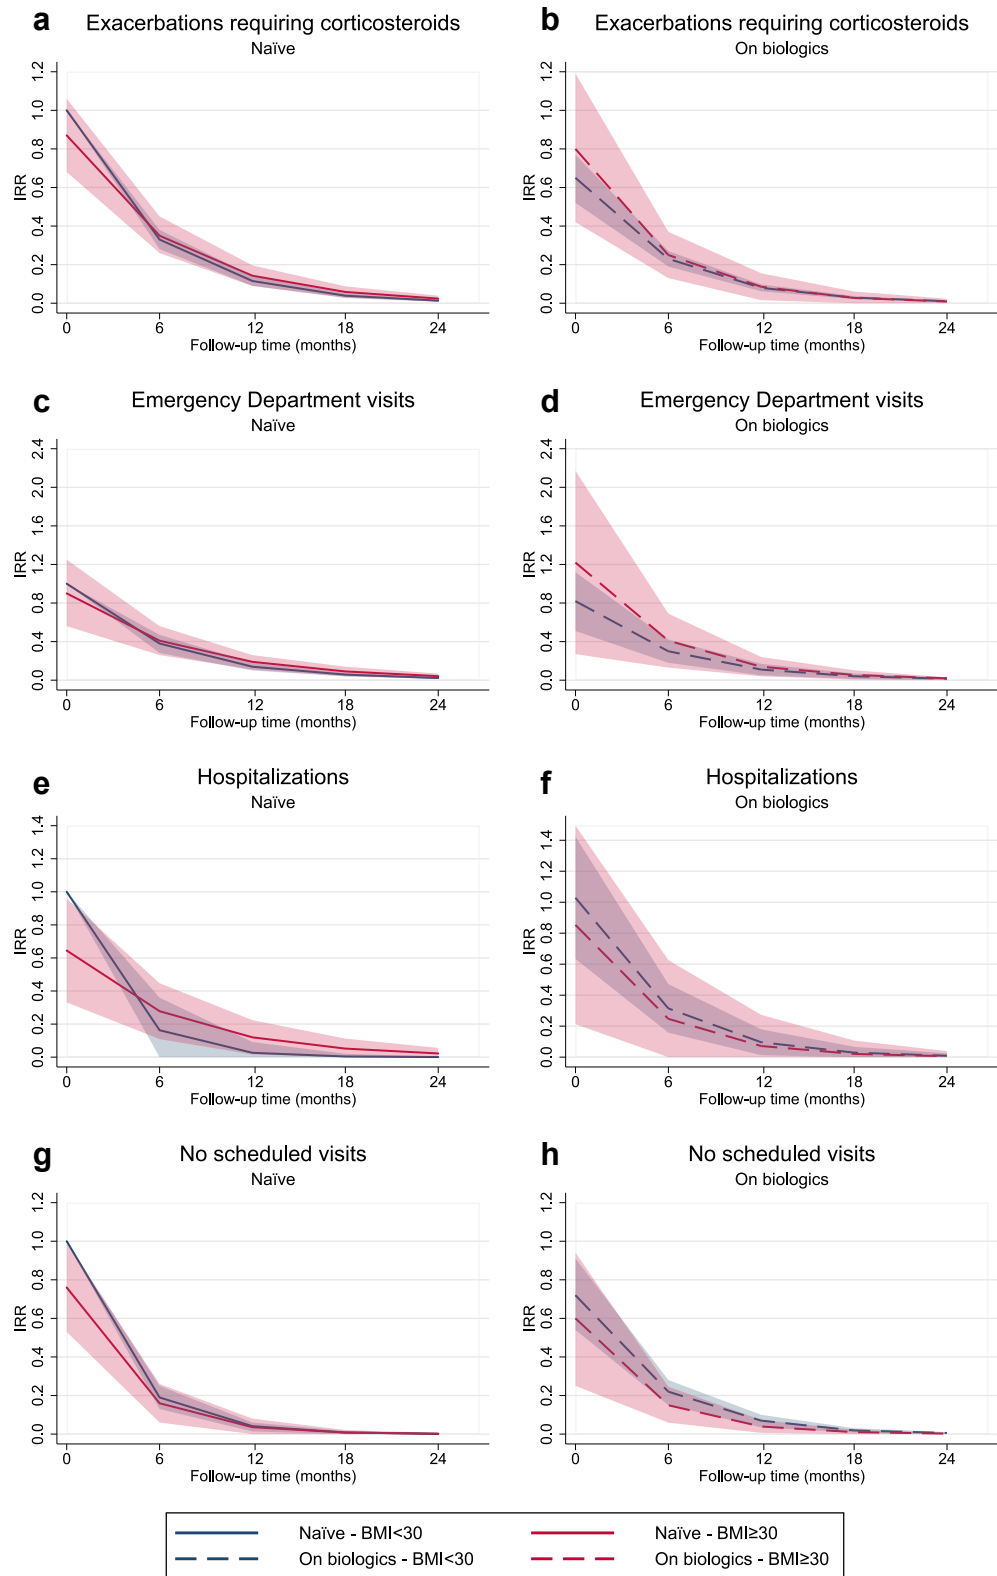 a Exacerbations requiring corticosteroids
Naïve
1.2
1.0
0.8
0.6
0.4
0.2
0.0
IRR
0 6 12 18 24
Follow-up time (months)
b Exacerbations requiring corticosteroids
On biologics
1.2
1.0
0.8
0.6
0.4
0.2
0.0
IRR
0 6 12 18 24
Follow-up time (months)
c Emergency Department visits
Naïve
2.4
2.0
1.6
1.2
0.8
0.4
0.0
IRR
0 6 12 18 24
Follow-up time (months)
d Emergency Department visits
On biologics
2.4
2.0
1.6
1.2
0.8
0.4
0.0
IRR
0 6 12 18 24
Follow-up time (months)
e Hospitalizations
Naïve
1.4
1.2
1.0
0.8
0.6
0.4
0.2
0.0
IRR
0 6 12 18 24
Follow-up time (months)
f Hospitalizations
On biologics
1.4
1.2
1.0
0.8
0.6
0.4
0.2
0.0
IRR
0 6 12 18 24
Follow-up time (months)
g No scheduled visits
Naïve
1.2
1.0
0.8
0.6
0.4
0.2
0.0
IRR
0 6 12 18 24
Follow-up time (months)
h No scheduled visits
On biologics
1.2
1.0
0.8
0.6
0.4
0.2
0.0
IRR
0 6 12 18 24
Follow-up time (months)
Naïve - BMI<30 Naïve - BMI≥30
On biologics - BMI<30 On biologics - BMI≥30